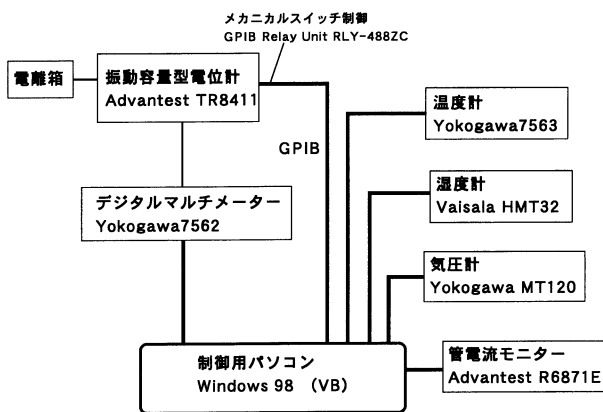 メカニカルスイッチ制御
GPIB Relay Unit RLY-488ZC
電離箱
振動容量型電位計
Advantest TR8411
GPIB
温度計
Yokogawa7563
デジタルマルチメーター
Yokogawa7562
湿度計
Vaisala HMT32
気圧計
Yokogawa MT120
制御用パソコン
Windows 98 （VB）
管電流モニター
Advantest R6871E